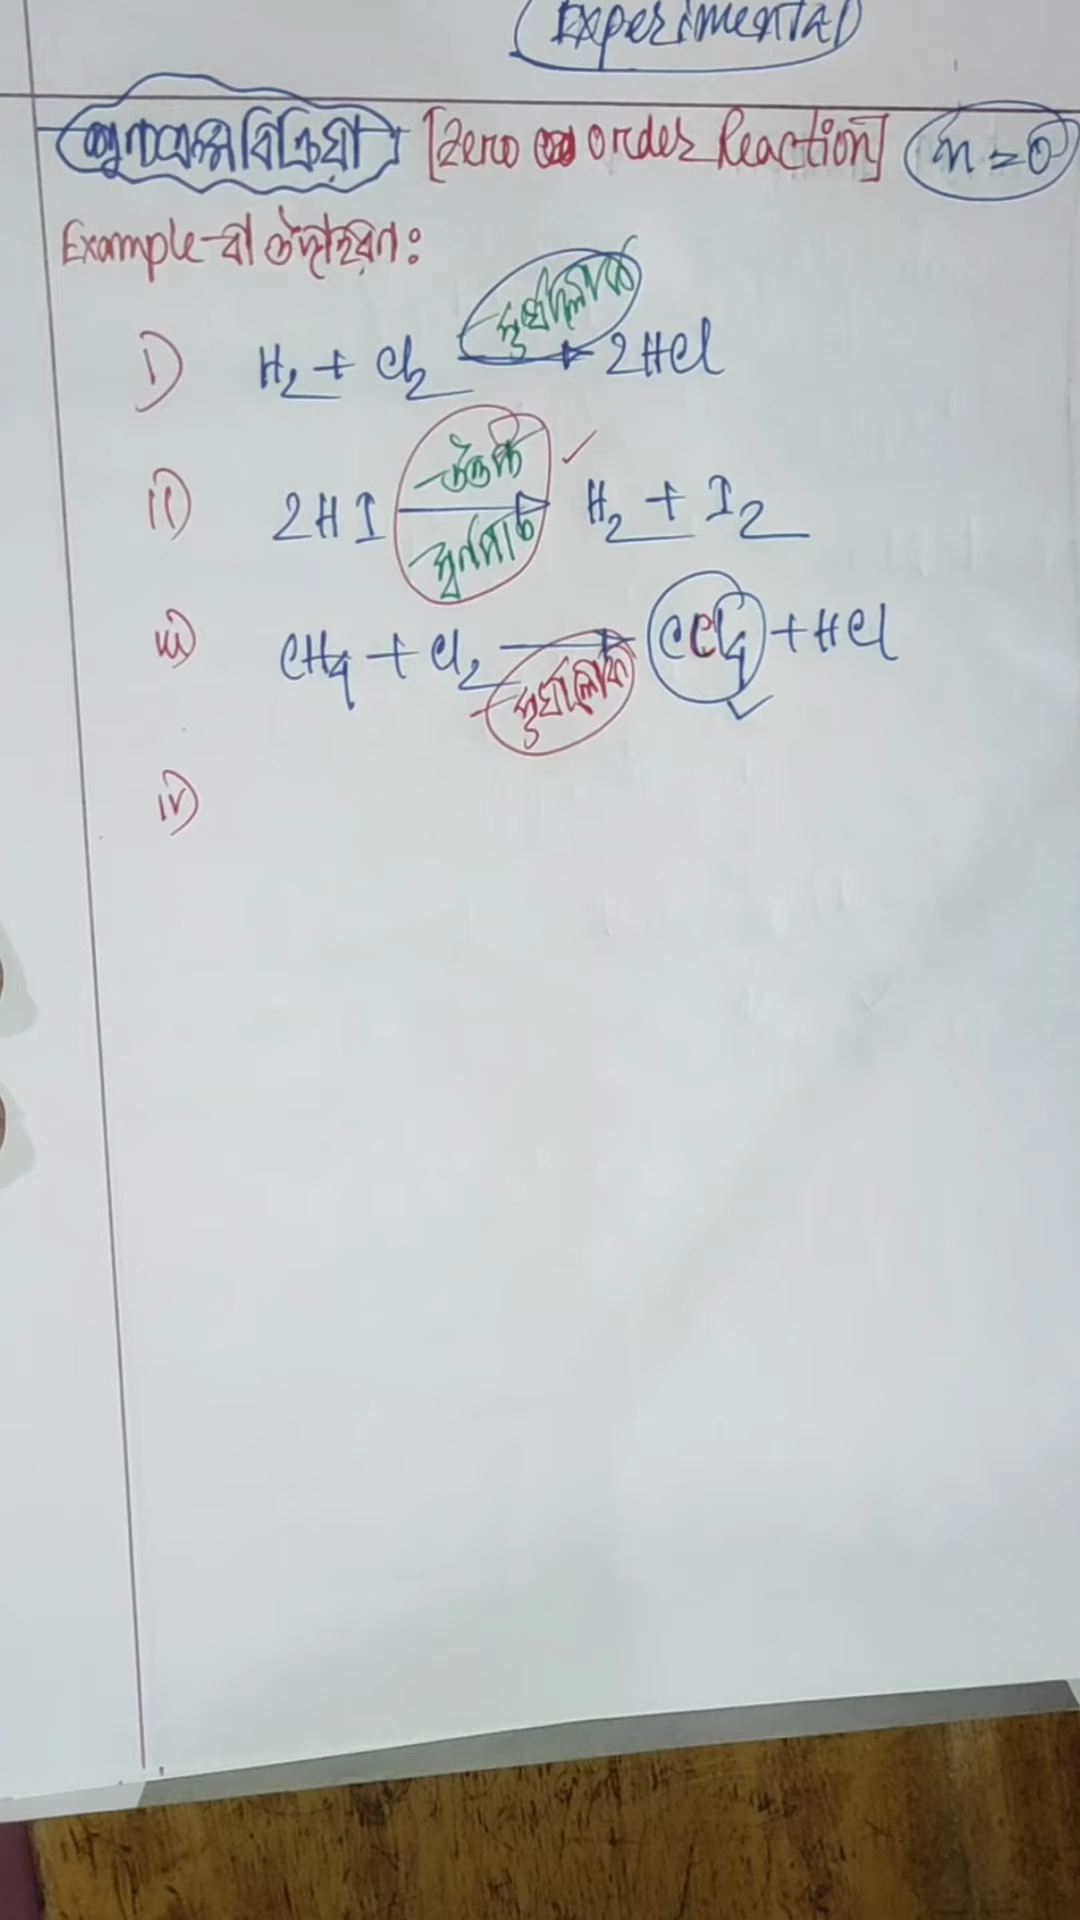 Experimental
শূন্যক্রম বিক্রিয়া [Zero order Reaction] n = 0
Example বা উদাহরণ :
i) H2 + Cl2 সূর্যালোক 2HCl
ii) 2HI উত্তপ্ত স্বর্ণপাত H2 + I2
iii) CH4 + Cl2 সূর্যালোক CCl4 + HCl
iv)